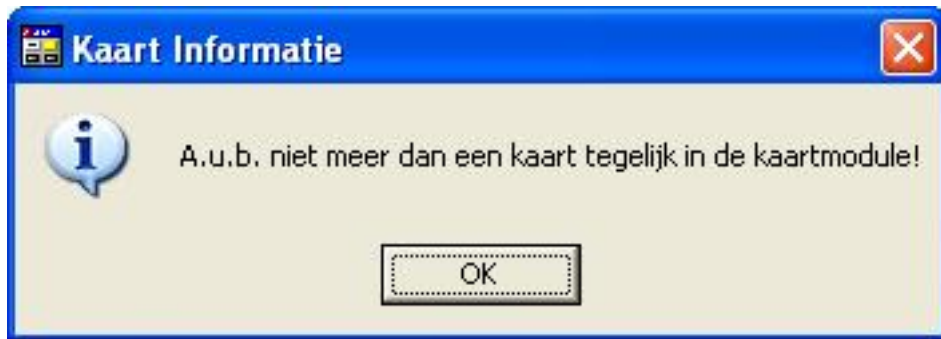 Kaart Informatie
A.u.b. niet meer dan een kaart tegelijk in de kaartmodule!
OK